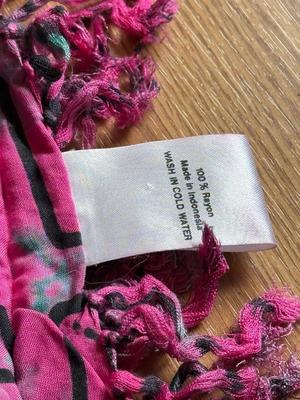 100 % Rayon
Made in Indonesia
WASH IN COLD WATER